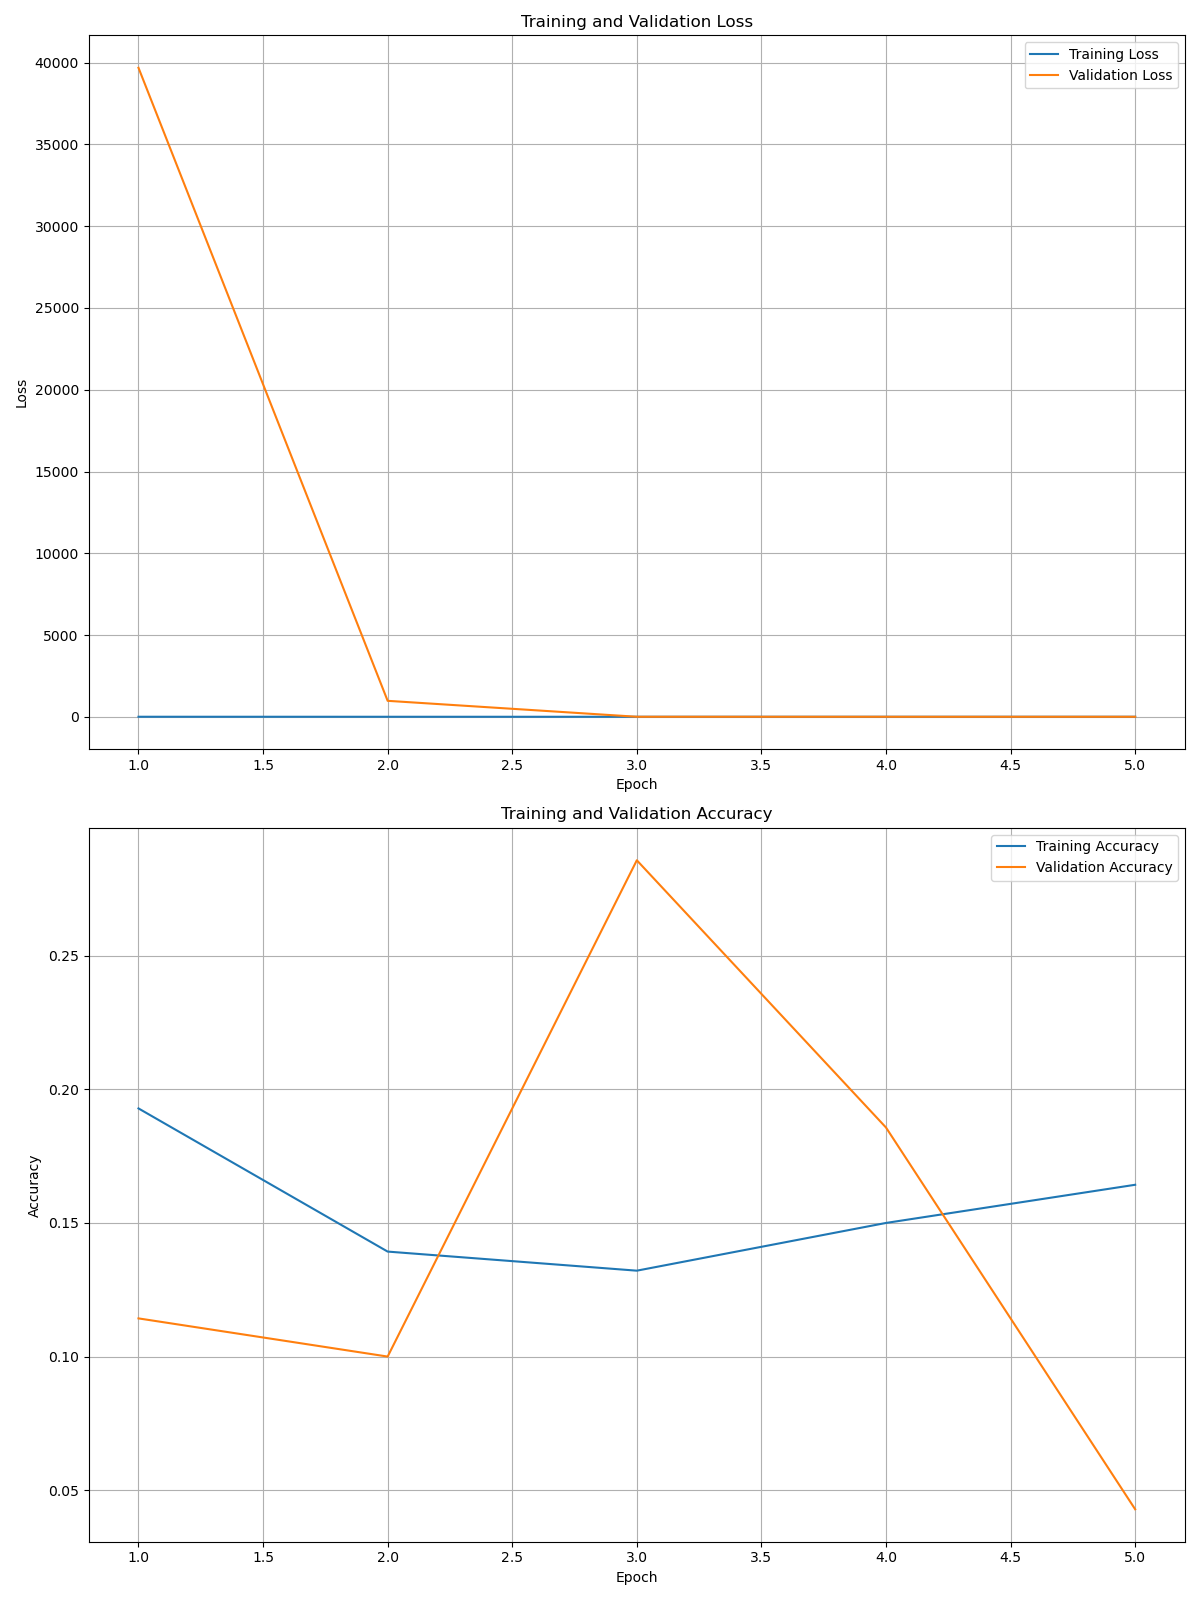 Training and Validation Loss
Training Loss
Validation Loss
40000
35000
30000
25000
20000
15000
10000
5000
0
Loss
1.0 1.5 2.0 2.5 3.0 3.5 4.0 4.5 5.0
Epoch
Training and Validation Accuracy
Training Accuracy
Validation Accuracy
0.25
0.20
0.15
0.10
0.05
Accuracy
1.0 1.5 2.0 2.5 3.0 3.5 4.0 4.5 5.0
Epoch